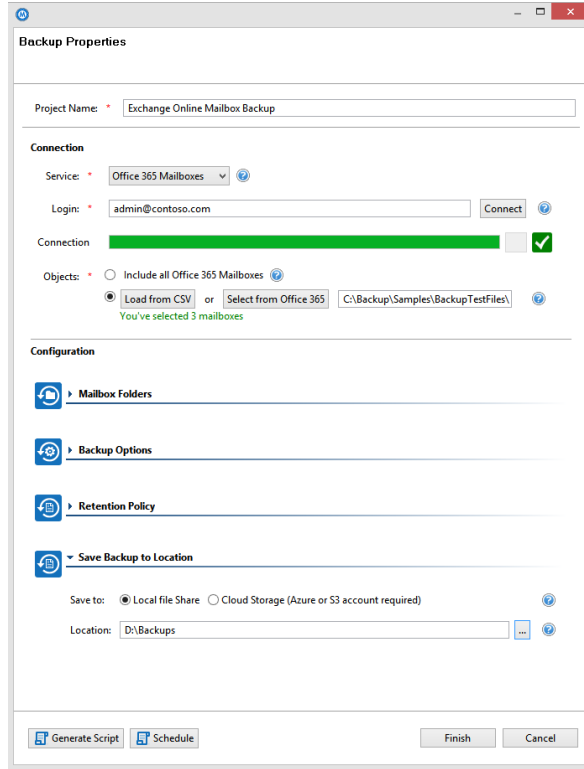 Backup Properties
Project Name: * Exchange Online Mailbox Backup
Connection
Service: * Office 365 Mailboxes
Login: * admin@contoso.com Connect
Connection
Objects: * Include all Office 365 Mailboxes
Load from CSV or Select from Office 365 C:\Backup\Samples\BackupTestFiles\
You've selected 3 mailboxes
Configuration
Mailbox Folders
Backup Options
Retention Policy
Save Backup to Location
Save to: Local file Share Cloud Storage (Azure or S3 account required)
Location: D:\Backups ...
Generate Script Schedule Finish Cancel